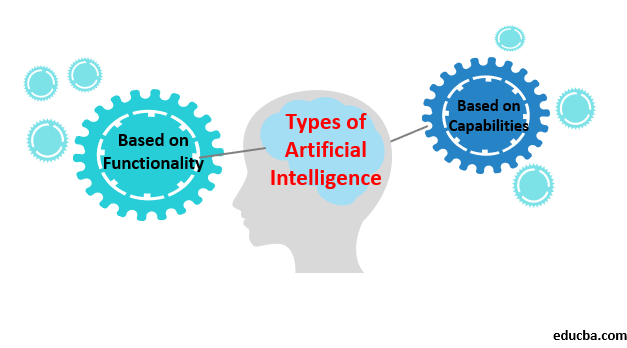 Based on
Functionality
Types of
Artificial
Intelligence
Based on
Capabilities
educba.com